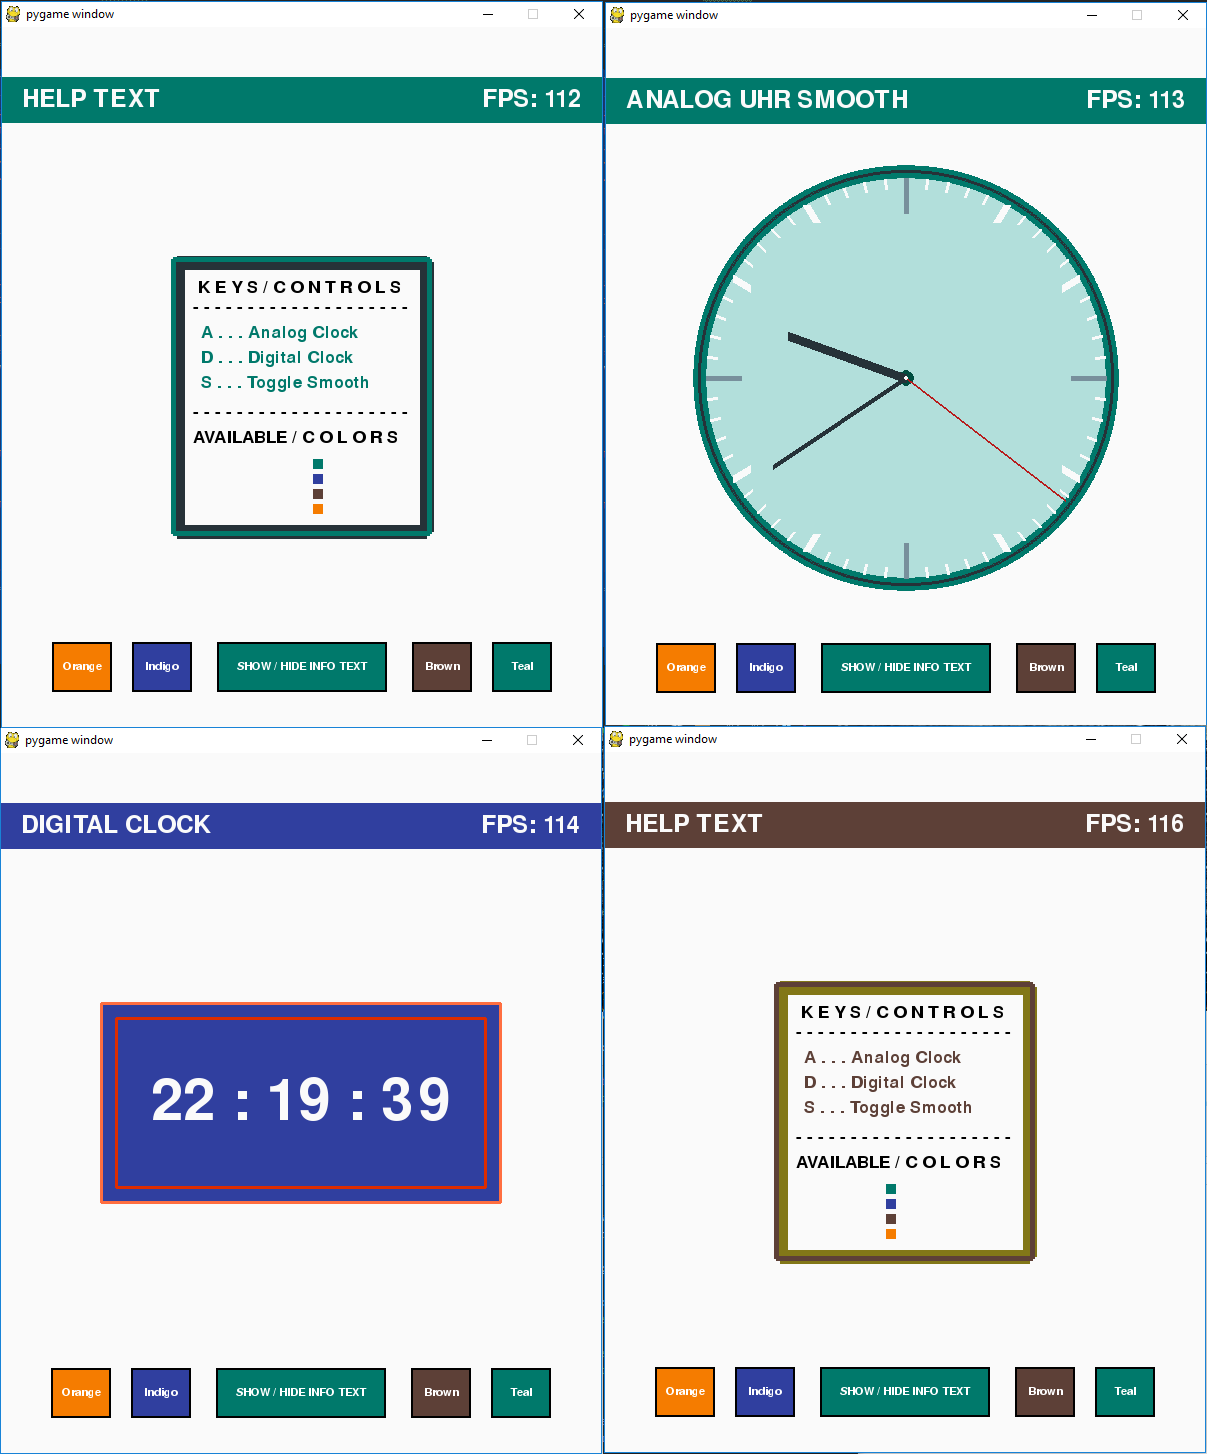 pygame window
HELP TEXT FPS: 112
KEYS/CONTROLS
- - - - - - - - - - - - - - - - - - -
A . . . Analog Clock
D . . . Digital Clock
S . . . Toggle Smooth
- - - - - - - - - - - - - - - - - - -
AVAILABLE / COLORS
Orange Indigo SHOW / HIDE INFO TEXT Brown Teal
pygame window
ANALOG UHR SMOOTH FPS: 113
Orange Indigo SHOW / HIDE INFO TEXT Brown Teal
pygame window
DIGITAL CLOCK FPS: 114
22 : 19 : 39
Orange Indigo SHOW / HIDE INFO TEXT Brown Teal
pygame window
HELP TEXT FPS: 116
KEYS/CONTROLS
- - - - - - - - - - - - - - - - - - -
A . . . Analog Clock
D . . . Digital Clock
S . . . Toggle Smooth
- - - - - - - - - - - - - - - - - - -
AVAILABLE / COLORS
Orange Indigo SHOW / HIDE INFO TEXT Brown Teal